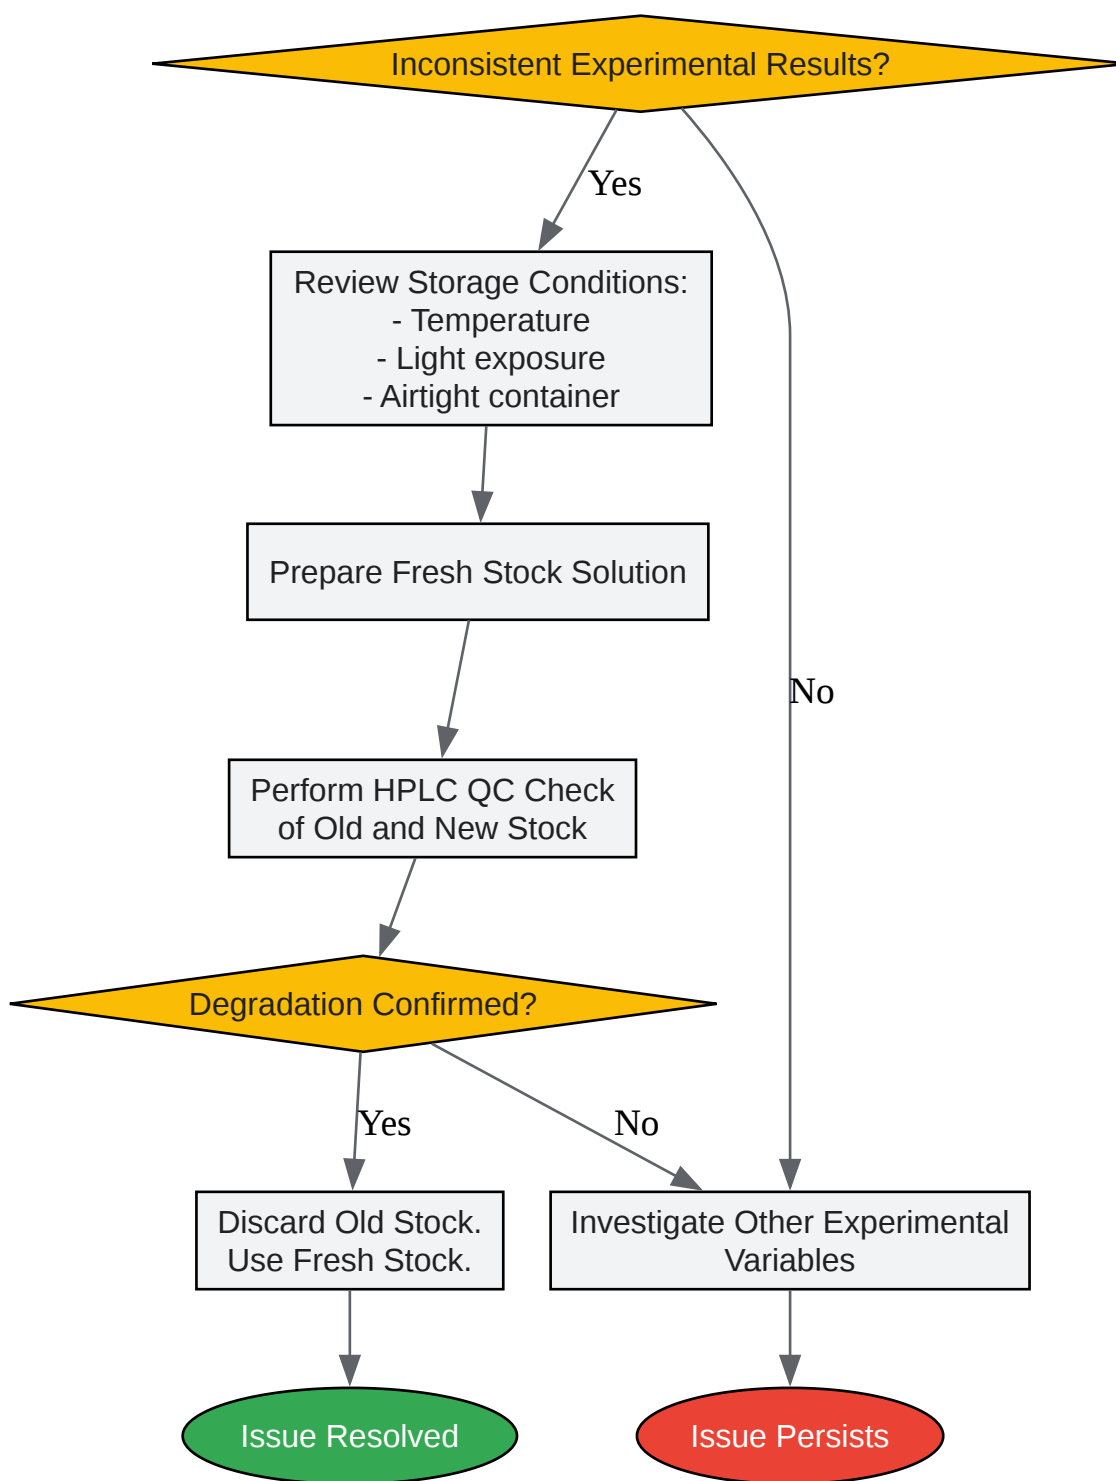 Inconsistent Experimental Results?
Yes
Review Storage Conditions:
- Temperature
- Light exposure
- Airtight container
Prepare Fresh Stock Solution
No
Perform HPLC QC Check
of Old and New Stock
Degradation Confirmed?
Yes
No
Discard Old Stock.
Use Fresh Stock.
Investigate Other Experimental
Variables
Issue Resolved
Issue Persists